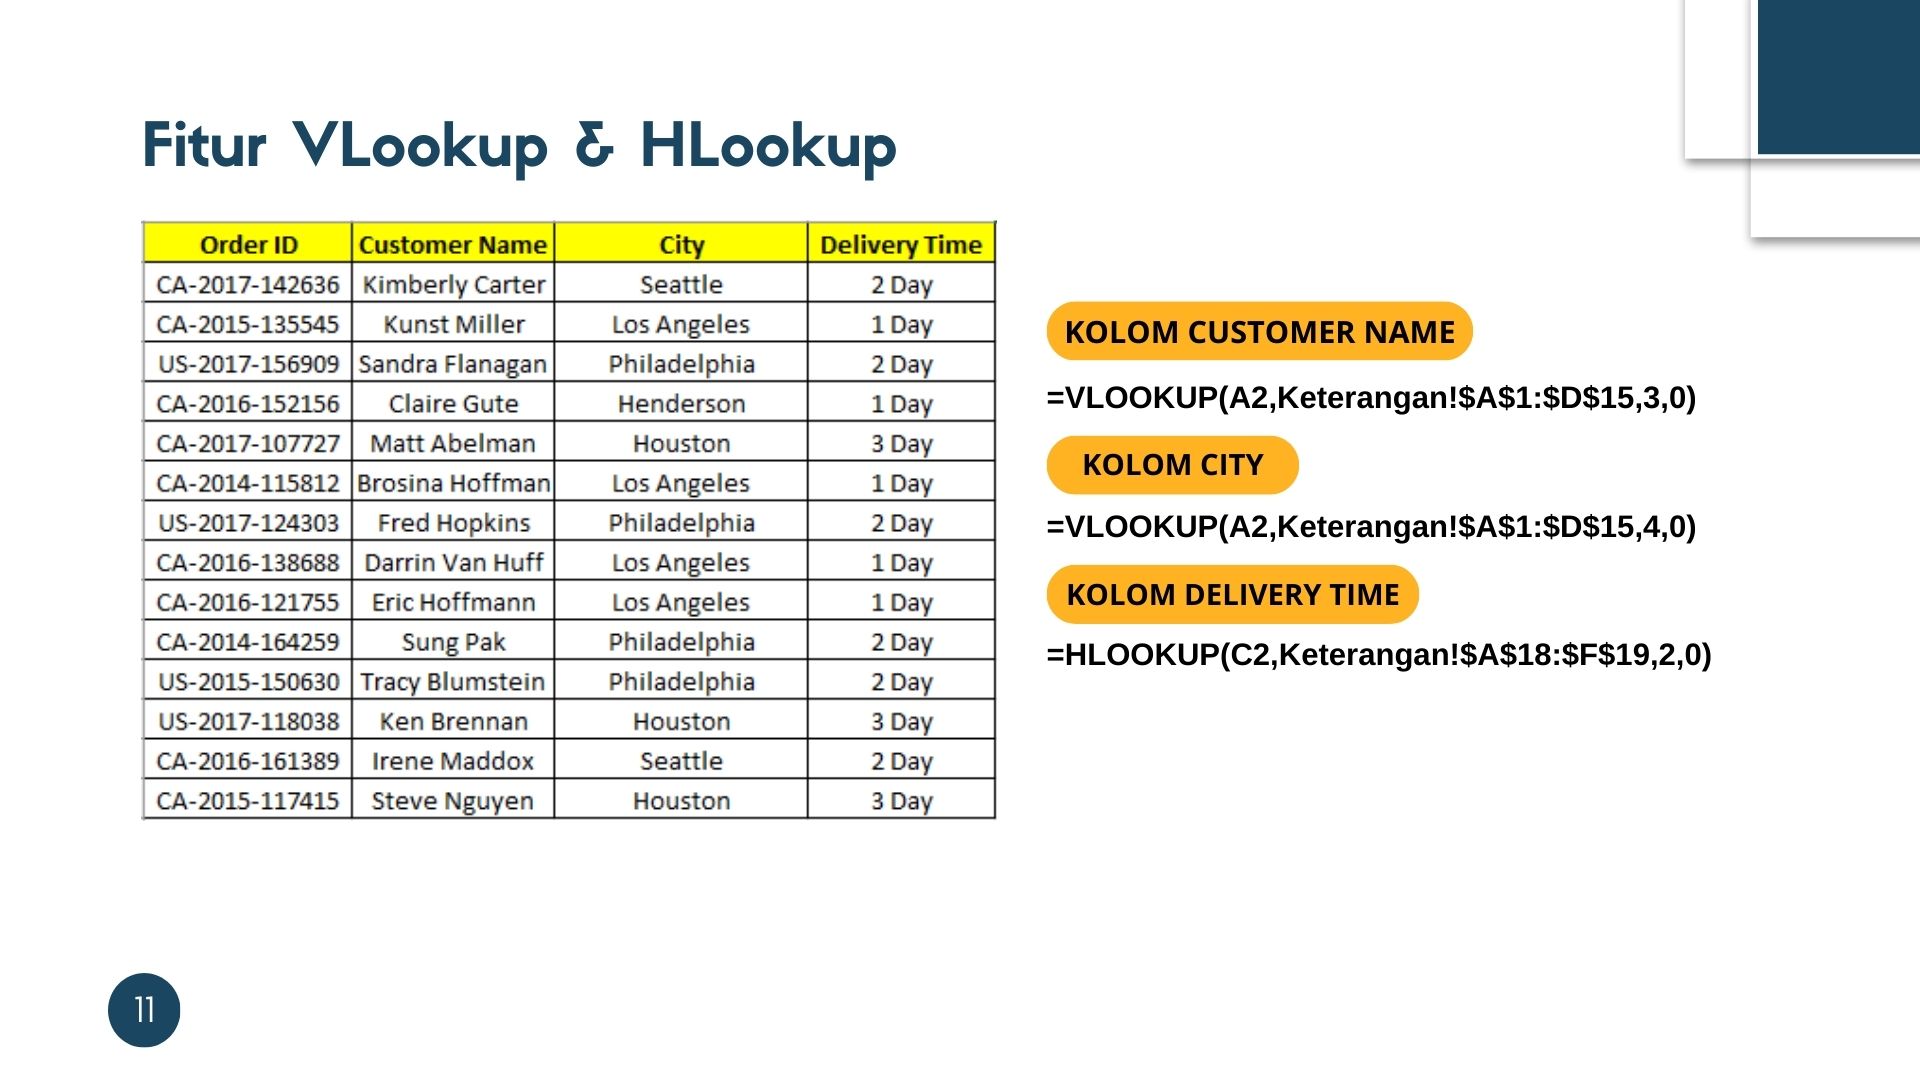 Fitur VLookup & HLookup
Order ID Customer Name City Delivery Time
CA-2017-142636 Kimberly Carter Seattle 2 Day
CA-2015-135545 Kunst Miller Los Angeles 1 Day
US-2017-156909 Sandra Flanagan Philadelphia 2 Day
CA-2016-152156 Claire Gute Henderson 1 Day
CA-2017-107727 Matt Abelman Houston 3 Day
CA-2014-115812 Brosina Hoffman Los Angeles 1 Day
US-2017-124303 Fred Hopkins Philadelphia 2 Day
CA-2016-138688 Darrin Van Huff Los Angeles 1 Day
CA-2016-121755 Eric Hoffmann Los Angeles 1 Day
CA-2014-164259 Sung Pak Philadelphia 2 Day
US-2015-150630 Tracy Blumstein Philadelphia 2 Day
US-2017-118038 Ken Brennan Houston 3 Day
CA-2016-161389 Irene Maddox Seattle 2 Day
CA-2015-117415 Steve Nguyen Houston 3 Day
KOLOM CUSTOMER NAME
=VLOOKUP(A2,Keterangan!$A$1:$D$15,3,0)
KOLOM CITY
=VLOOKUP(A2,Keterangan!$A$1:$D$15,4,0)
KOLOM DELIVERY TIME
=HLOOKUP(C2,Keterangan!$A$18:$F$19,2,0)
11